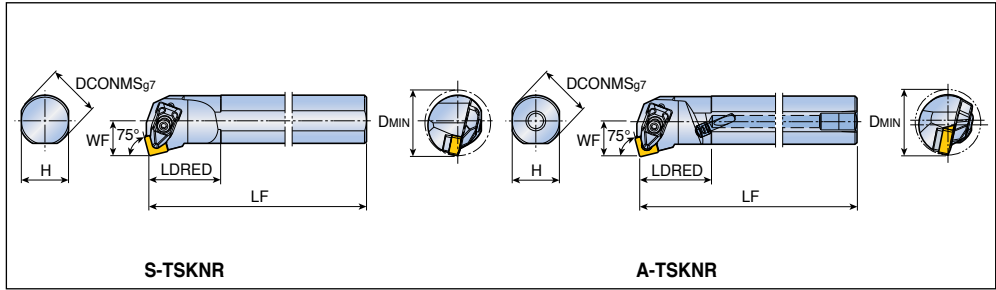 DCONMSg7
WF
75°
H
LDRED
LF
DMIN
S-TSKNR
DCONMSg7
WF
75°
H
LDRED
LF
DMIN
A-TSKNR